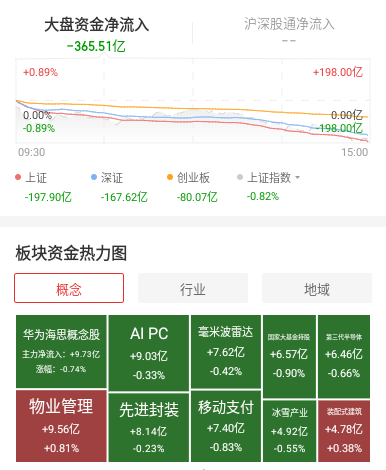 大盘资金净流入
沪深股通净流入
-365.51亿
--
+0.89%
+198.00亿
0.00%
0.00亿
-0.89%
-198.00亿
09:30
15:00
上证
深证
创业板
上证指数
-197.90亿
-167.62亿
-80.07亿
-0.82%
板块资金热力图
概念
行业
地域
华为海思概念股
主力净流入：+9.73亿
涨幅：-0.74%
AI PC
+9.03亿
-0.33%
毫米波雷达
+7.62亿
-0.42%
国家大基金持股
+6.57亿
-0.90%
第三代半导体
+6.46亿
-0.66%
物业管理
+9.56亿
+0.81%
先进封装
+8.14亿
-0.23%
移动支付
+7.40亿
-0.83%
冰雪产业
+4.92亿
-0.55%
装配式建筑
+4.78亿
+0.38%